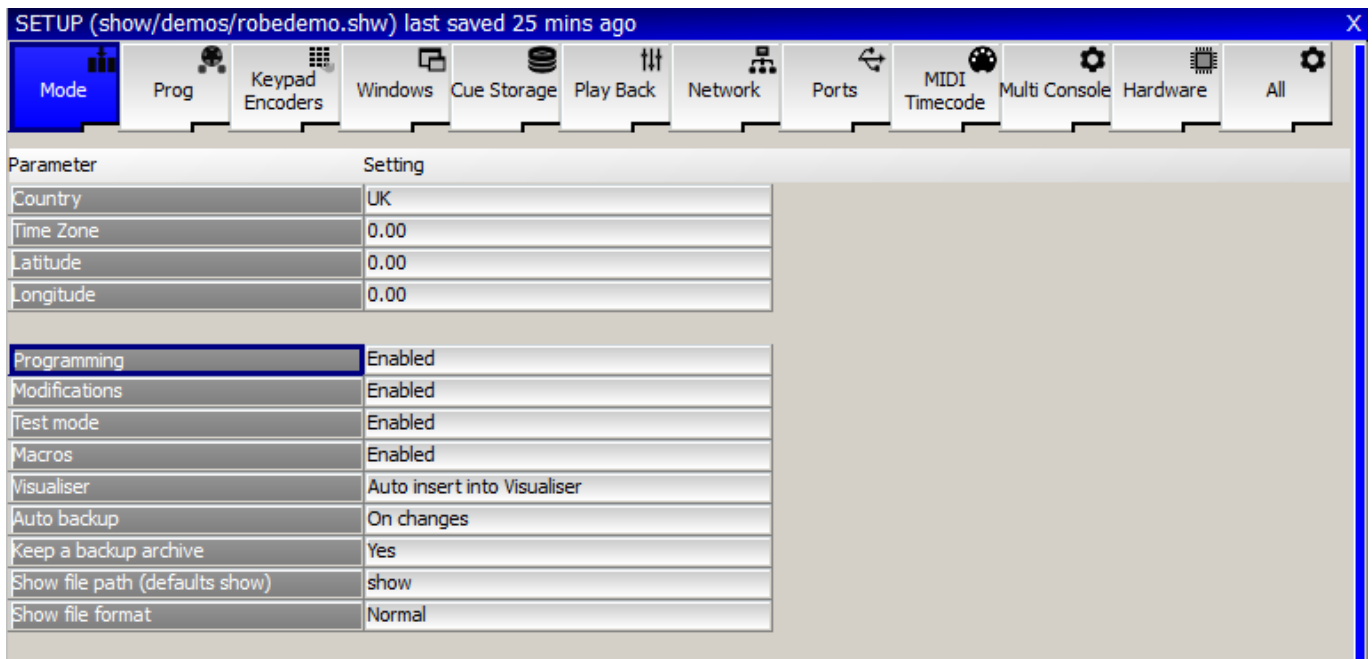 SETUP (show/demos/robedemo.shw) last saved 25 mins ago X
Mode Prog Keypad Encoders Windows Cue Storage Play Back Network Ports MIDI Timecode Multi Console Hardware All
Parameter Setting
Country UK
Time Zone 0.00
Latitude 0.00
Longitude 0.00
Programming Enabled
Modifications Enabled
Test mode Enabled
Macros Enabled
Visualiser Auto insert into Visualiser
Auto backup On changes
Keep a backup archive Yes
Show file path (defaults show) show
Show file format Normal